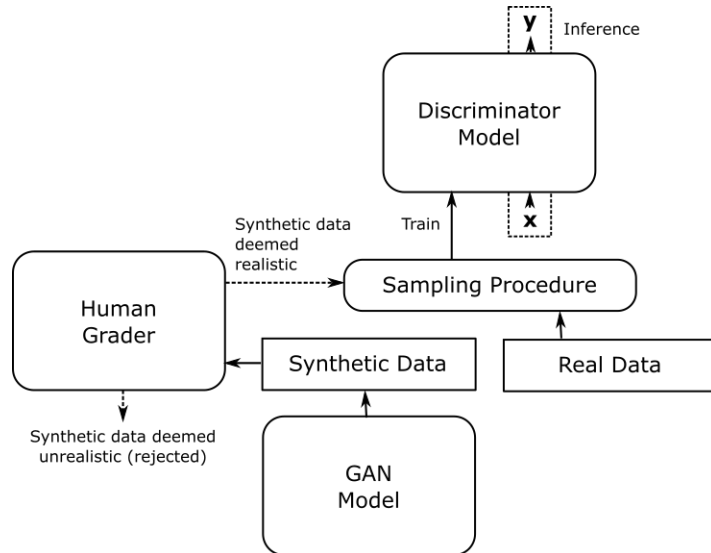 y
Inference
Discriminator
Model
x
Train
Synthetic data
deemed
realistic
Sampling Procedure
Human
Grader
Synthetic Data
Real Data
Synthetic data deemed
unrealistic (rejected)
GAN
Model